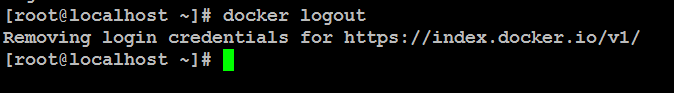 [root@localhost ~]# docker logout
Removing login credentials for https://index.docker.io/v1/
[root@localhost ~]#